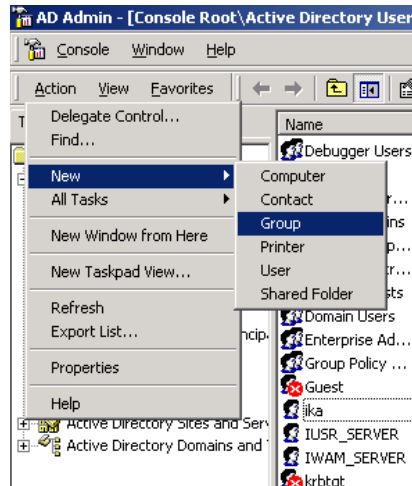 AD Admin - [Console Root\Active Directory User
Console Window Help
Action View Favorites
Delegate Control...
Find...
New
All Tasks
New Window from Here
New Taskpad View...
Refresh
Export List...
Properties
Help
Computer
Contact
Group
Printer
User
Shared Folder
Name
Debugger Users
Domain Users
Enterprise Ad...
Group Policy ...
Guest
ika
IUSR_SERVER
IWAM_SERVER
krbtgt
Active Directory Sites and Serv
Active Directory Domains and